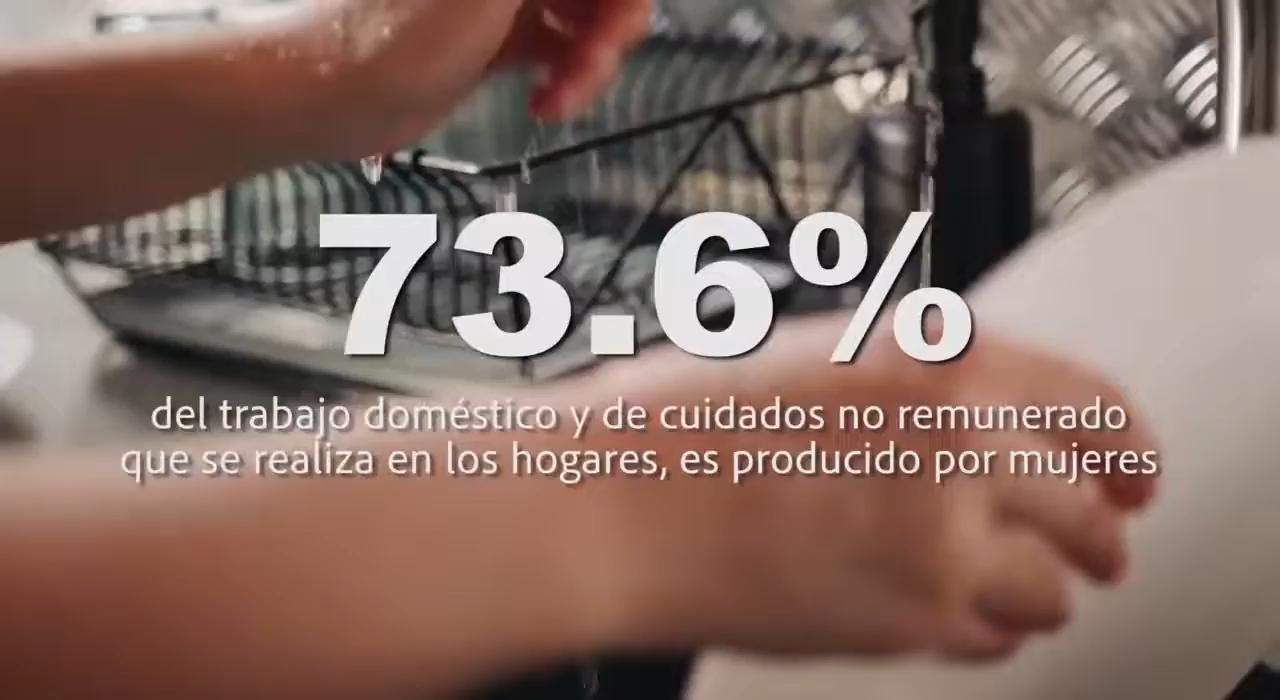 73.6%
del trabajo doméstico y de cuidados no remunerado
que se realiza en los hogares, es producido por mujeres